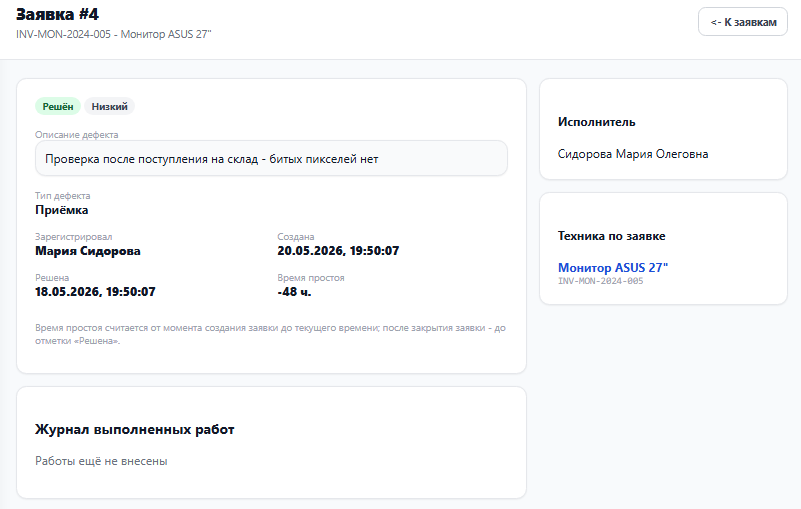 Заявка #4
INV-MON-2024-005 - Монитор ASUS 27"
<- К заявкам
Решён
Низкий
Описание дефекта
Проверка после поступления на склад - битых пикселей нет
Тип дефекта
Приёмка
Зарегистрировал
Мария Сидорова
Создана
20.05.2026, 19:50:07
Решена
18.05.2026, 19:50:07
Время простоя
-48 ч.
Время простоя считается от момента создания заявки до текущего времени; после закрытия заявки - до
отметки «Решена».
Журнал выполненных работ
Работы ещё не внесены
Исполнитель
Сидорова Мария Олеговна
Техника по заявке
Монитор ASUS 27"
INV-MON-2024-005